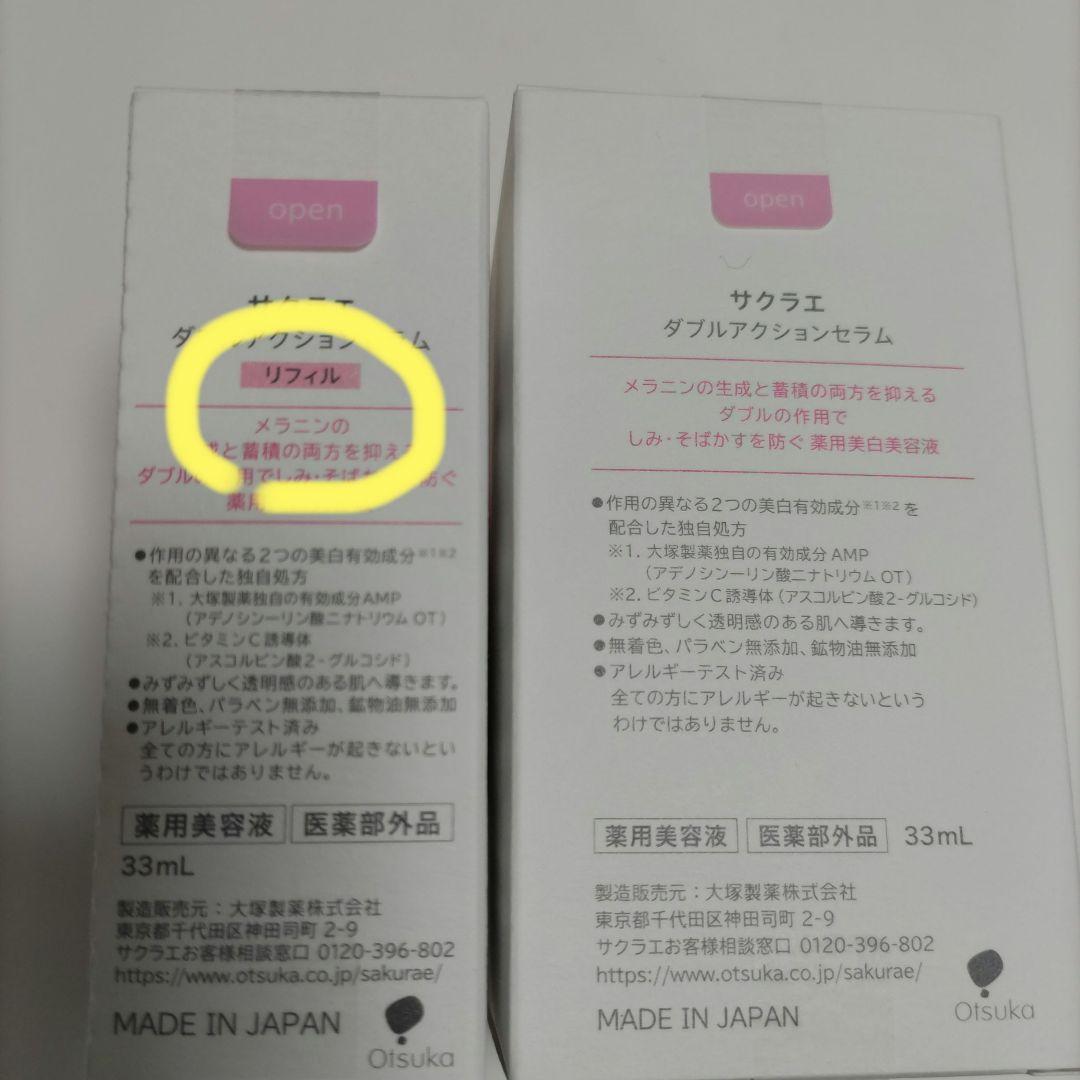 open
サクラエ
ダブルアクションセラム
リフィル
メラニンの
成と蓄積の両方を抑える
ダブルの 用でしみ・そばか 防ぐ
薬用
●作用の異なる2つの美白有効成分※1※2
を配合した独自処方
※1. 大塚製薬独自の有効成分AMP
(アデノシン一リン酸二ナトリウム OT)
※2. ビタミンC誘導体
(アスコルビン酸2-グルコシド)
●みずみずしく透明感のある肌へ導きます。
●無着色、パラベン無添加、鉱物油無添加
●アレルギーテスト済み
全ての方にアレルギーが起きないとい
うわけではありません。
薬用美容液 医薬部外品
33mL
製造販売元:大塚製薬株式会社
東京都千代田区神田司町 2-9
サクラエお客様相談窓口 0120-396-802
https://www.otsuka.co.jp/sakurae/
MADE IN JAPAN
Otsuka
open
サクラエ
ダブルアクションセラム
メラニンの生成と蓄積の両方を抑える
ダブルの作用で
しみ・そばかすを防ぐ 薬用美白美容液
●作用の異なる2つの美白有効成分※1※2を
配合した独自処方
※1. 大塚製薬独自の有効成分 AMP
(アデノシン一リン酸二ナトリウム OT)
※2. ビタミンC誘導体(アスコルビン酸2-グルコシド)
●みずみずしく透明感のある肌へ導きます。
●無着色、パラベン無添加、鉱物油無添加
●アレルギーテスト済み
全ての方にアレルギーが起きないという
わけではありません。
薬用美容液 医薬部外品 33mL
製造販売元:大塚製薬株式会社
東京都千代田区神田司町 2-9
サクラエお客様相談窓口 0120-396-802
https://www.otsuka.co.jp/sakurae/
MADE IN JAPAN
Otsuka